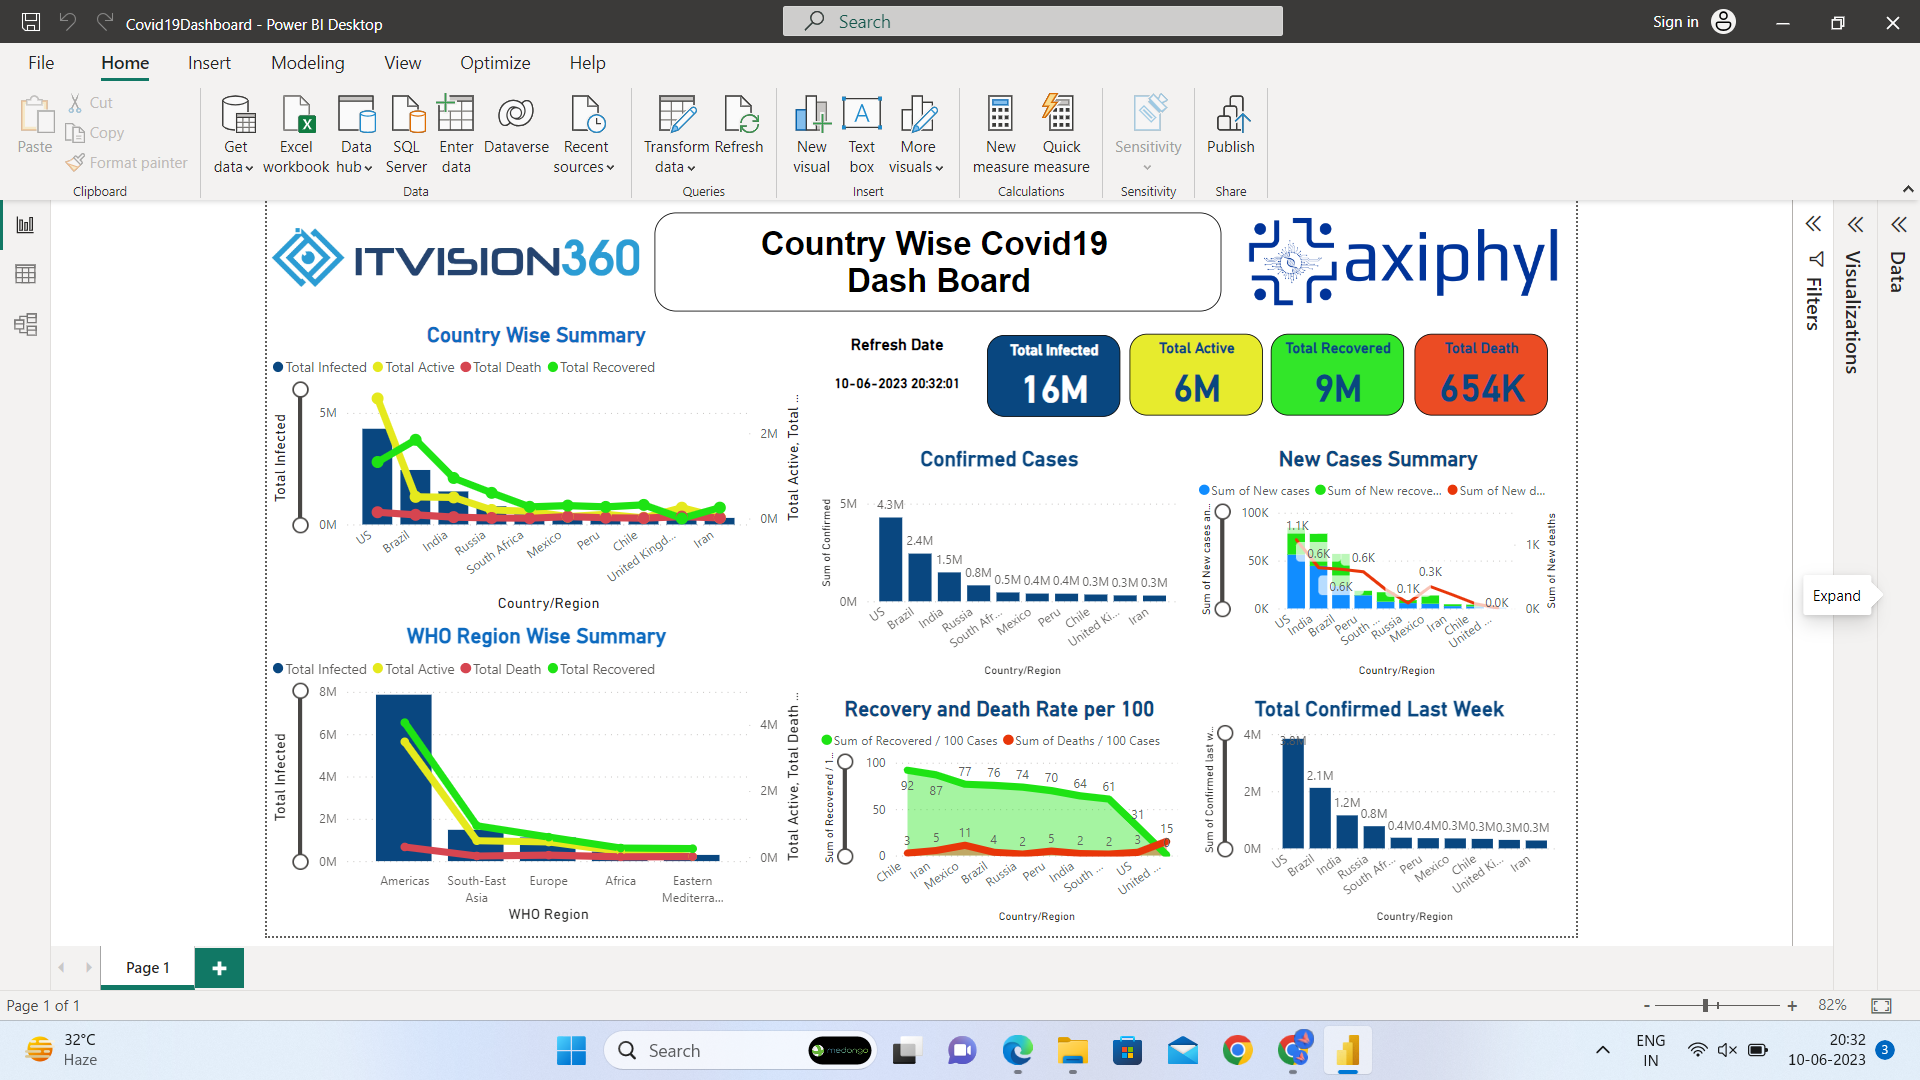 Covid19Dashboard - Power BI Desktop
Search
Sign in
File
Home
Insert
Modeling
View
Optimize
Help
Paste
Cut
Copy
Format painter
Clipboard
Get
data
Excel
workbook
Data
hub
SQL
Server
Enter
data
Dataverse
Recent
sources
Data
Transform
data
Refresh
Queries
New
visual
Text
box
More
visuals
Insert
New
measure
Quick
measure
Calculations
Sensitivity
Sensitivity
Publish
Share
ITVISION360
Country Wise Covid19
Dash Board
axiphyl
Filters
Visualizations
Data
Country Wise Summary
Total Infected Total Active Total Death Total Recovered
Total Infected
5M
0M
2M
0M
Total Active, Total ...
US
Brazil
India
Russia
South Africa
Mexico
Peru
Chile
United Kingd...
Iran
Country/Region
Refresh Date
10-06-2023 20:32:01
Total Infected
16M
Total Active
6M
Total Recovered
9M
Total Death
654K
Confirmed Cases
Sum of Confirmed
5M
0M
4.3M
2.4M
1.5M
0.8M
0.5M
0.4M
0.4M
0.3M
0.3M
0.3M
US
Brazil
India
Russia
South Afr...
Mexico
Peru
Chile
United Ki...
Iran
Country/Region
New Cases Summary
Sum of New cases Sum of New recove... Sum of New d...
Sum of New cases an...
100K
50K
0K
1.1K
0.6K
0.6K
0.6K
0.1K
0.3K
0.0K
1K
0K
Sum of New deaths
US
India
Brazil
Peru
South ...
Russia
Mexico
Iran
Chile
United ...
Country/Region
Expand
WHO Region Wise Summary
Total Infected Total Active Total Death Total Recovered
Total Infected
8M
6M
4M
2M
0M
4M
2M
0M
Total Active, Total Death ...
Americas
South-East
Asia
Europe
Africa
Eastern
Mediterra...
WHO Region
Recovery and Death Rate per 100
Sum of Recovered / 100 Cases Sum of Deaths / 100 Cases
Sum of Recovered / 1...
100
50
0
92
87
77
76
74
70
64
61
31
3
5
11
4
2
5
2
2
3
15
Chile
Iran
Mexico
Brazil
Russia
Peru
India
South ...
US
United ...
Country/Region
Total Confirmed Last Week
Sum of Confirmed last w...
4M
2M
0M
3.8M
2.1M
1.2M
0.8M
0.4M
0.4M
0.3M
0.3M
0.3M
0.3M
US
Brazil
India
Russia
South Afr...
Peru
Mexico
Chile
United Ki...
Iran
Country/Region
Page 1
Page 1 of 1
- + 82%
32°C
Haze
Search
medongo
ENG
IN
20:32
10-06-2023
3